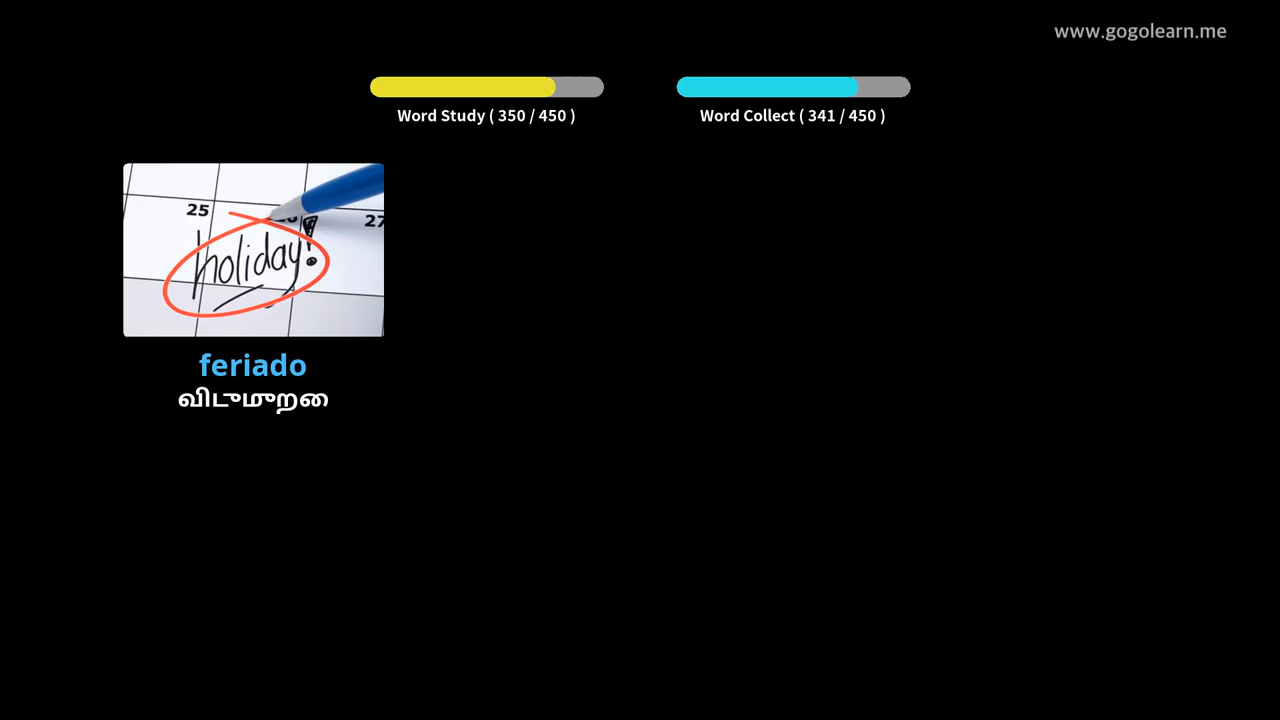 www.gogolearn.me
Word Study ( 350 / 450 )
Word Collect ( 341 / 450 )
25
27
holiday!
feriado
விடுமுறை